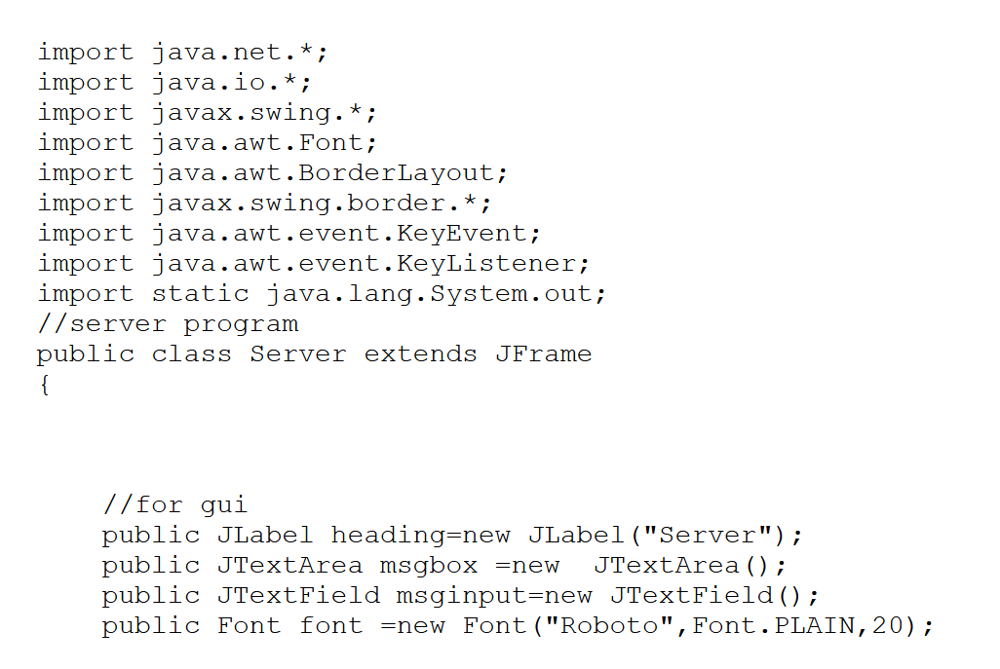 import java.net.*;
import java.io.*;
import javax.swing.*;
import java.awt.Font;
import java.awt.BorderLayout;
import javax.swing.border.*;
import java.awt.event.KeyEvent;
import java.awt.event.KeyListener;
import static java.lang.System.out;
//server program
public class Server extends JFrame
{
    //for gui
    public JLabel heading=new JLabel("Server");
    public JTextArea msgbox =new  JTextArea();
    public JTextField msginput=new JTextField();
    public Font font =new Font("Roboto",Font.PLAIN,20);